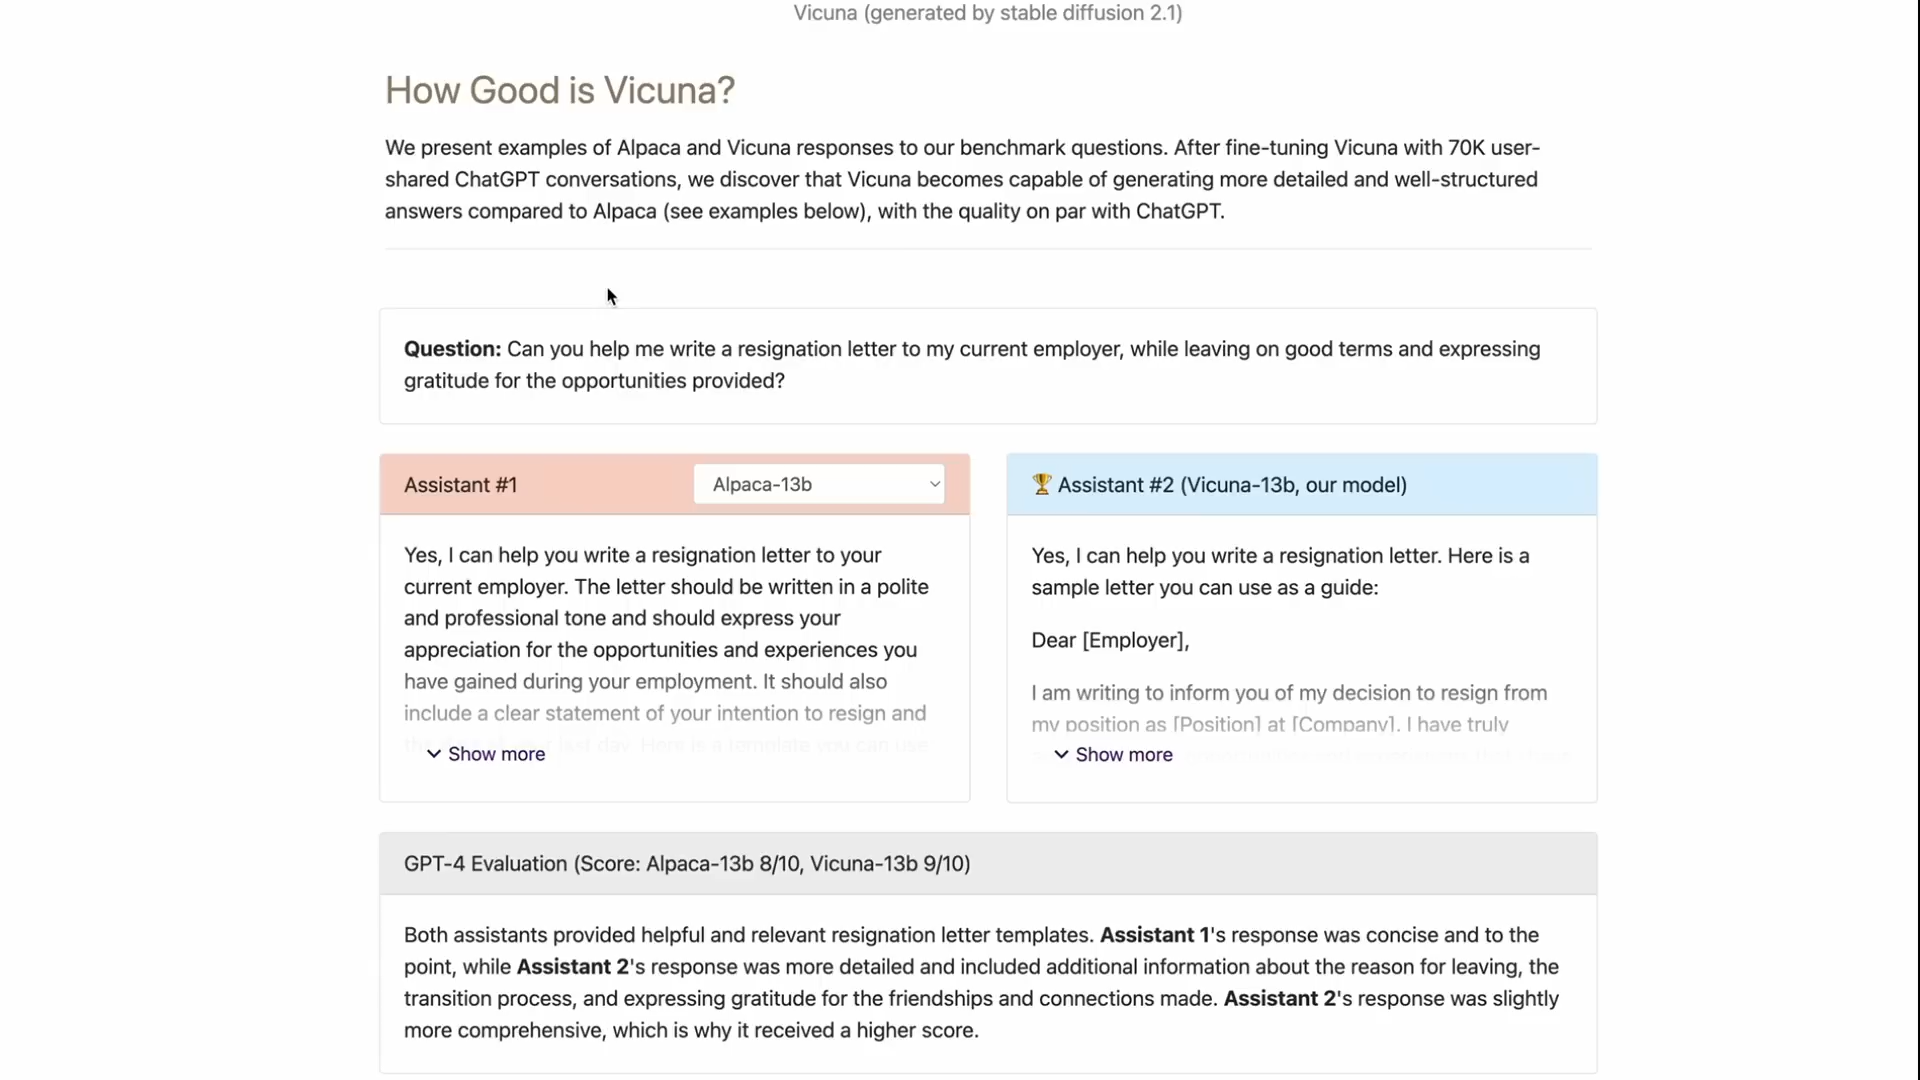 Vicuna (generated by stable diffusion 2.1)
How Good is Vicuna?
We present examples of Alpaca and Vicuna responses to our benchmark questions. After fine-tuning Vicuna with 70K user-
shared ChatGPT conversations, we discover that Vicuna becomes capable of generating more detailed and well-structured
answers compared to Alpaca (see examples below), with the quality on par with ChatGPT.
Question: Can you help me write a resignation letter to my current employer, while leaving on good terms and expressing
gratitude for the opportunities provided?
Assistant #1
Alpaca-13b
Yes, I can help you write a resignation letter to your
current employer. The letter should be written in a polite
and professional tone and should express your
appreciation for the opportunities and experiences you
have gained during your employment. It should also
include a clear statement of your intention to resign and
the date of your last day. Here is a template you can use
Show more
🏆 Assistant #2 (Vicuna-13b, our model)
Yes, I can help you write a resignation letter. Here is a
sample letter you can use as a guide:
Dear [Employer],
I am writing to inform you of my decision to resign from
my position as [Position] at [Company]. I have truly
Show more
GPT-4 Evaluation (Score: Alpaca-13b 8/10, Vicuna-13b 9/10)
Both assistants provided helpful and relevant resignation letter templates. Assistant 1's response was concise and to the
point, while Assistant 2's response was more detailed and included additional information about the reason for leaving, the
transition process, and expressing gratitude for the friendships and connections made. Assistant 2's response was slightly
more comprehensive, which is why it received a higher score.